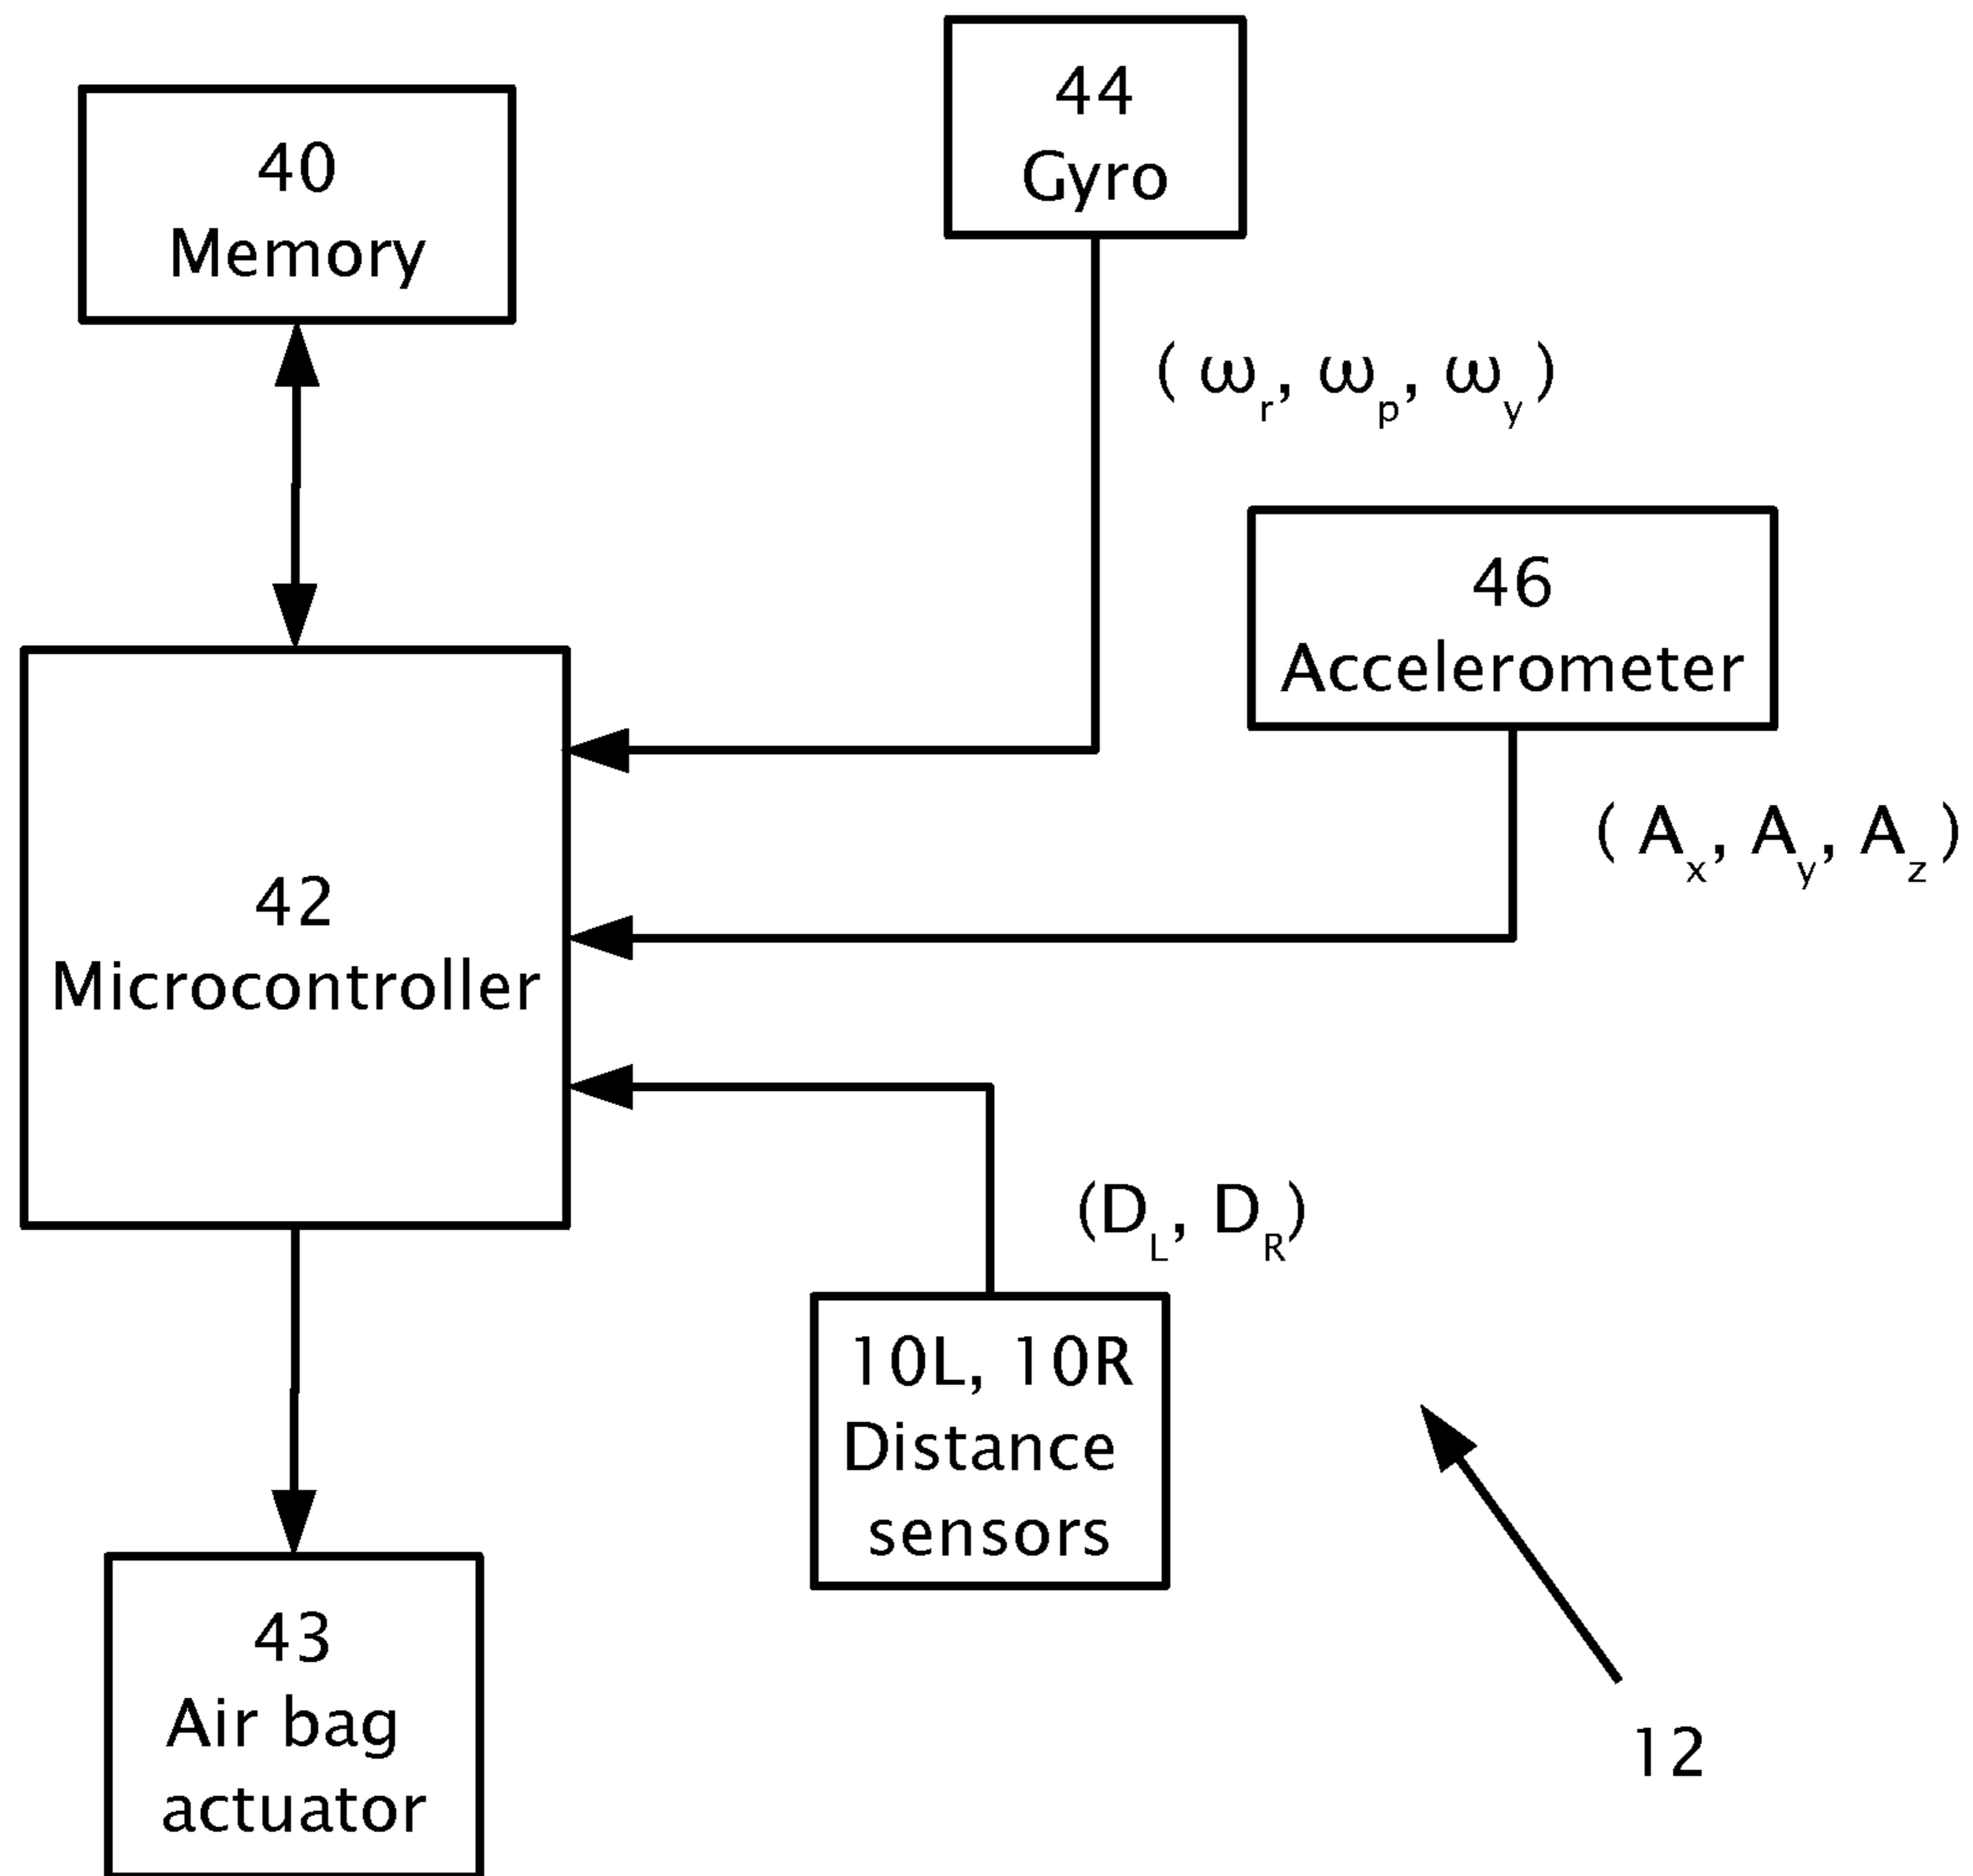 44
Gyro
40
Memory
( ωr, ωp, ωy )
46
Accelerometer
( Ax, Ay, Az )
42
Microcontroller
(DL, DR)
10L, 10R
Distance
sensors
43
Air bag
actuator
12